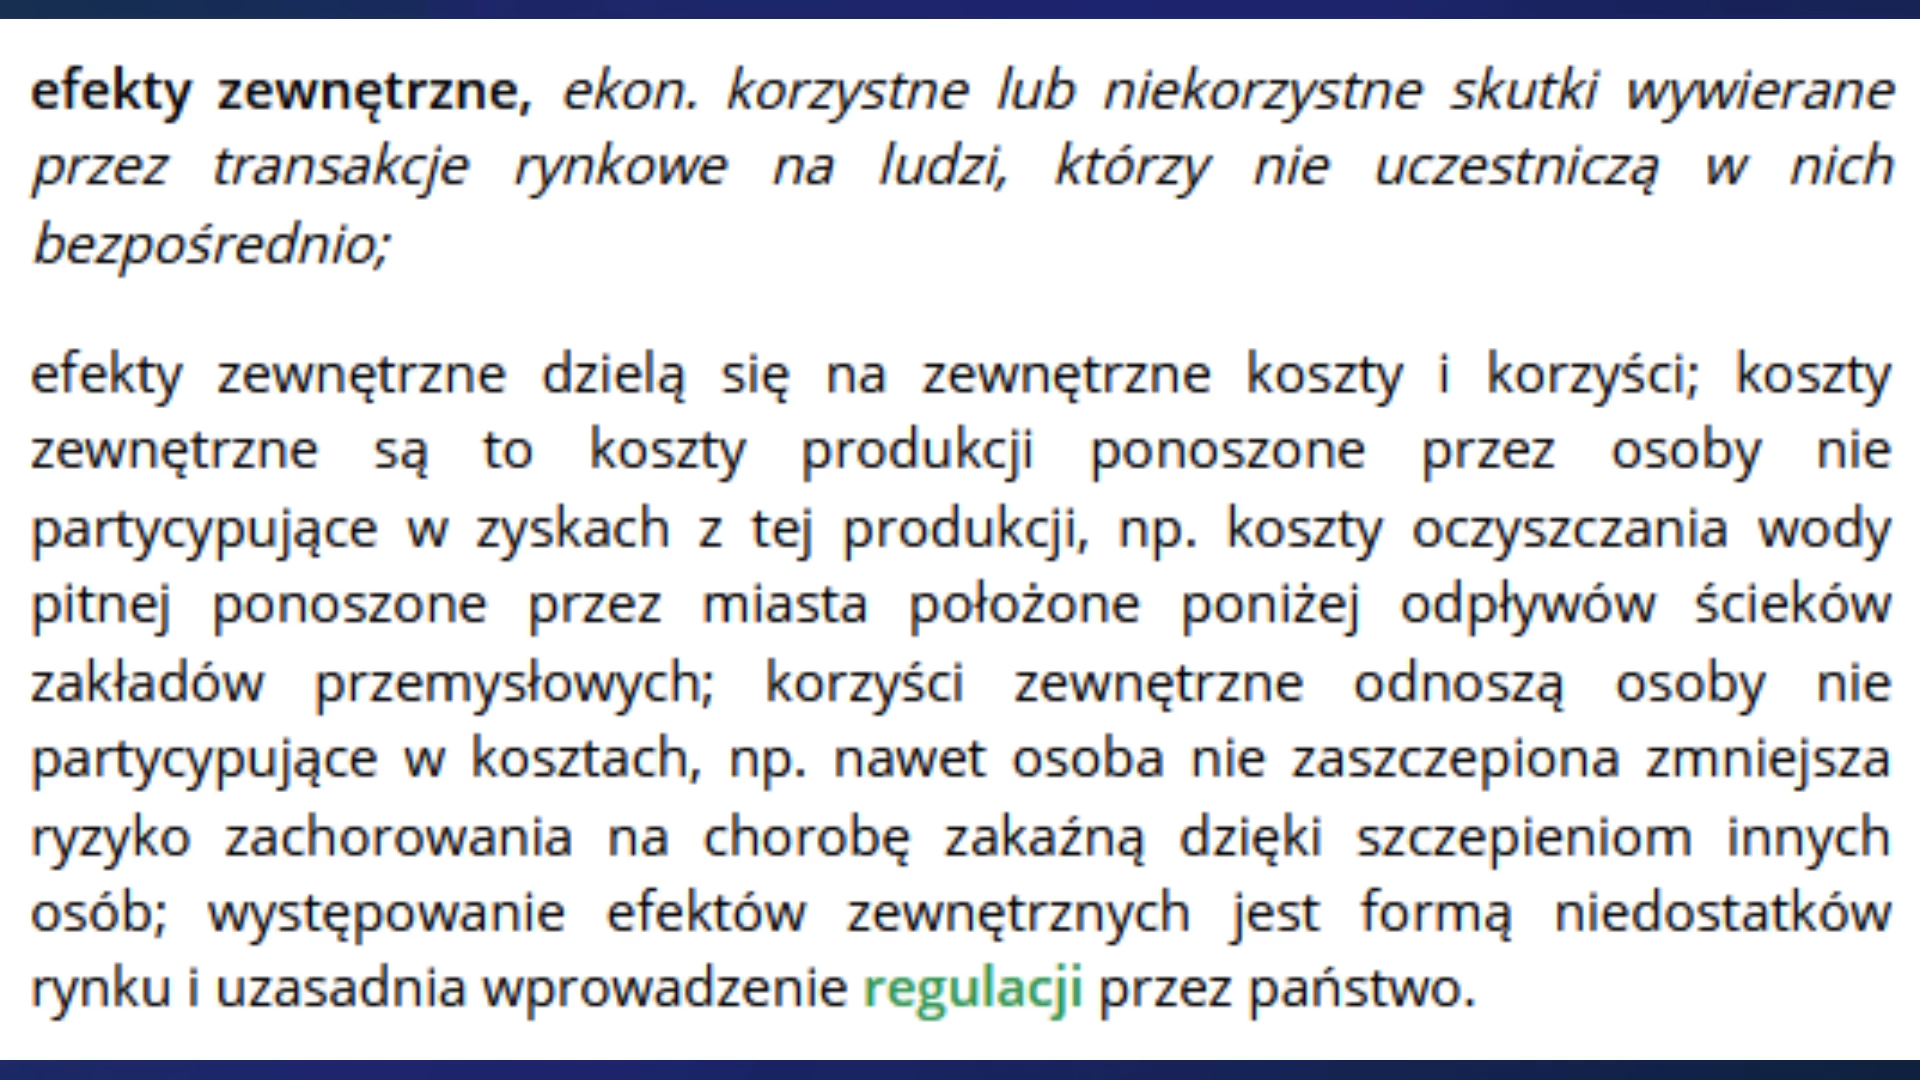 efekty zewnętrzne, ekon. korzystne lub niekorzystne skutki wywierane
przez transakcje rynkowe na ludzi, którzy nie uczestniczą w nich
bezpośrednio;
efekty zewnętrzne dzielą się na zewnętrzne koszty i korzyści; koszty
zewnętrzne są to koszty produkcji ponoszone przez osoby nie
partycypujące w zyskach z tej produkcji, np. koszty oczyszczania wody
pitnej ponoszone przez miasta położone poniżej odpływów ścieków
zakładów przemysłowych; korzyści zewnętrzne odnoszą osoby nie
partycypujące w kosztach, np. nawet osoba nie zaszczepiona zmniejsza
ryzyko zachorowania na chorobę zakaźną dzięki szczepieniom innych
osób; występowanie efektów zewnętrznych jest formą niedostatków
rynku i uzasadnia wprowadzenie regulacji przez państwo.